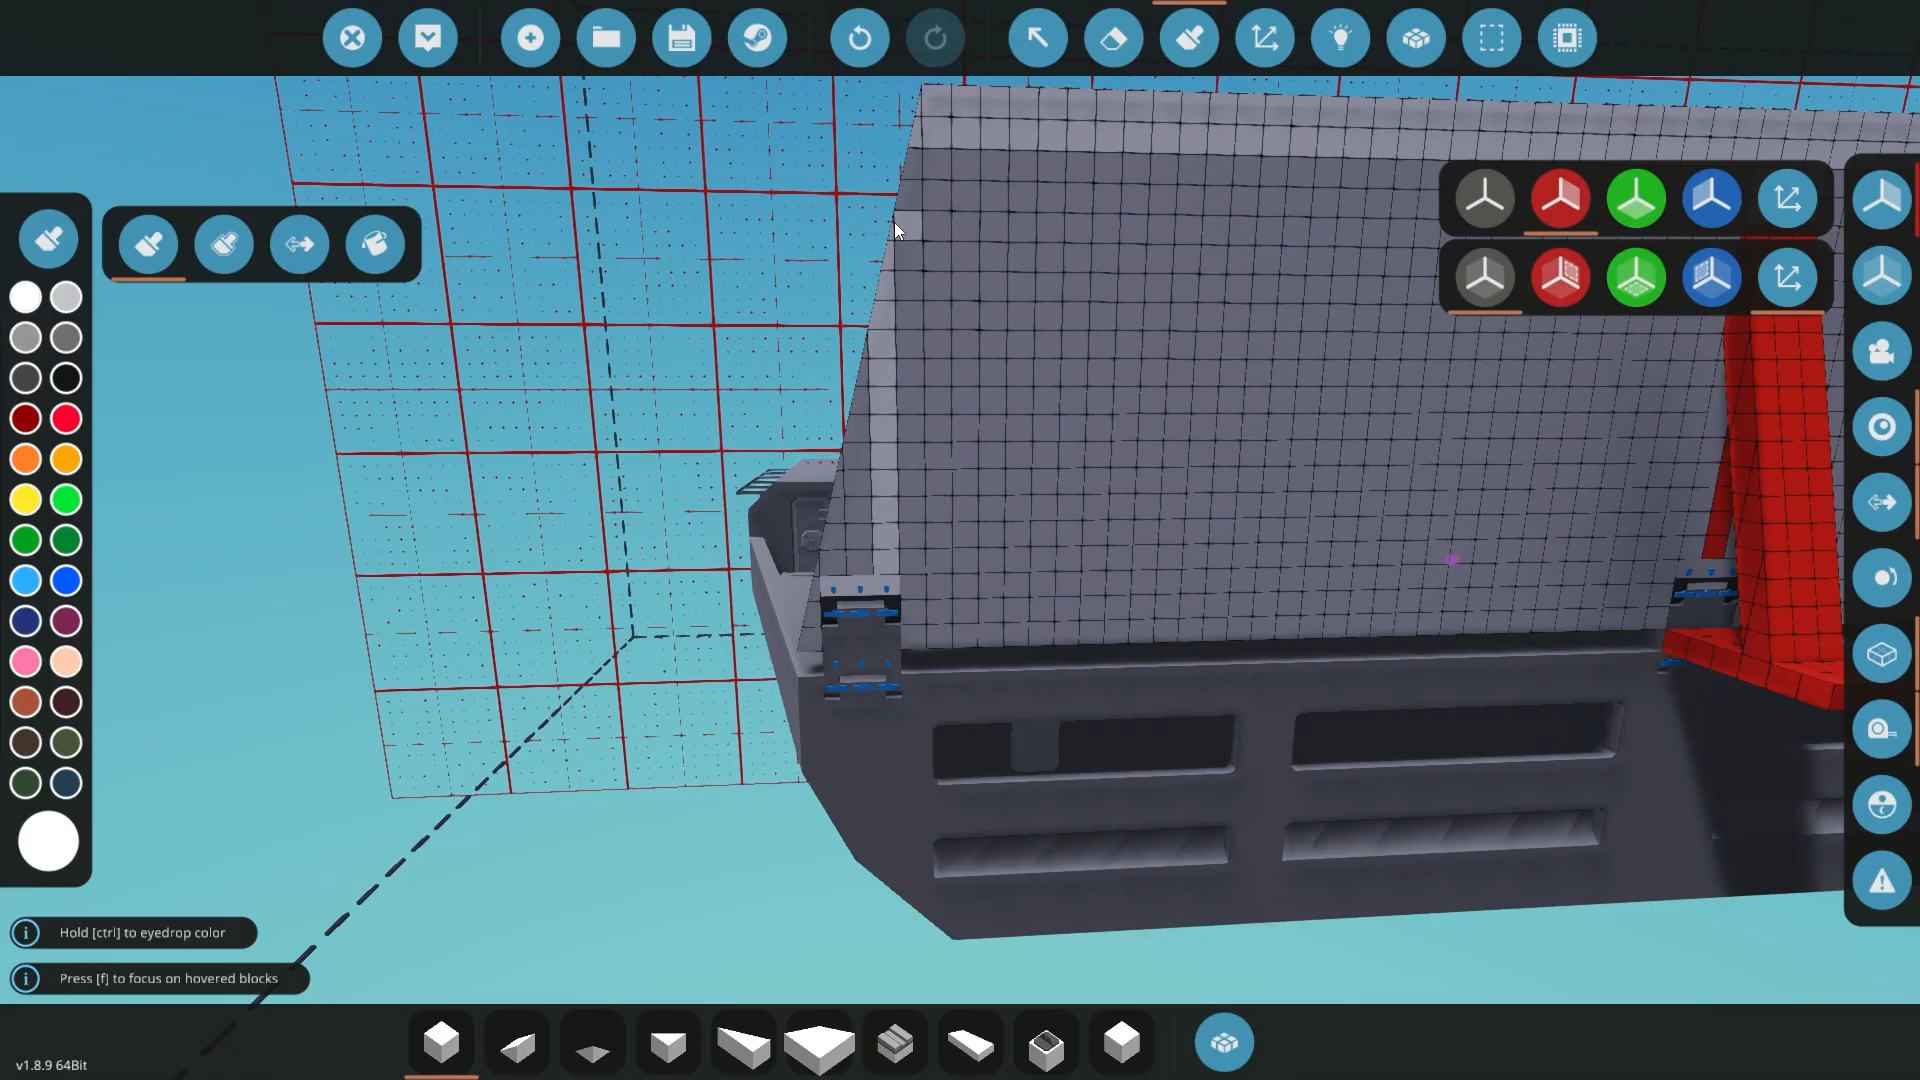 Hold [ctrl] to eyedrop color
Press [f] to focus on hovered blocks
v1.8.9 64Bit